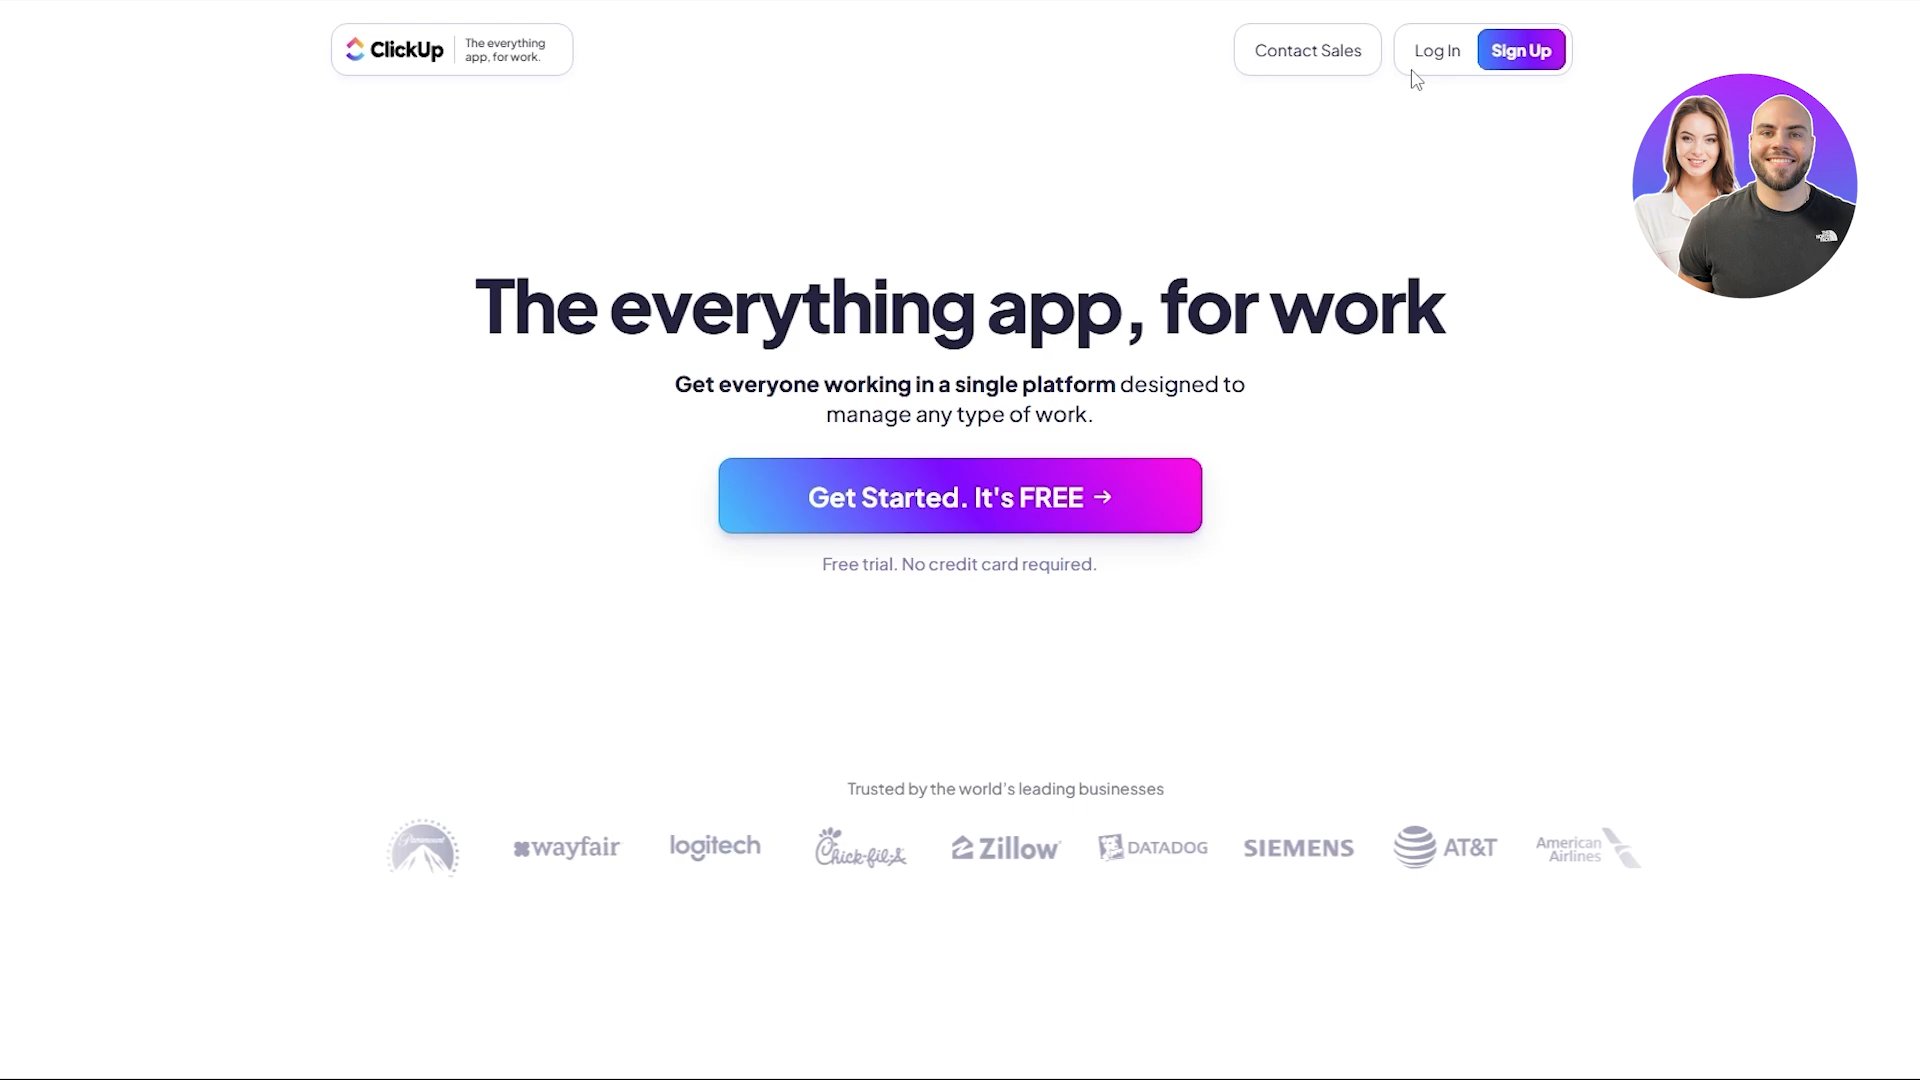 ClickUp
The everything
app, for work.
Contact Sales
Log In
Sign Up
The everything app, for work
Get everyone working in a single platform designed to
manage any type of work.
Get Started. It's FREE →
Free trial. No credit card required.
Trusted by the world's leading businesses
Paramount
wayfair
logitech
Chick-fil-A
Zillow
DATADOG
SIEMENS
AT&T
American
Airlines